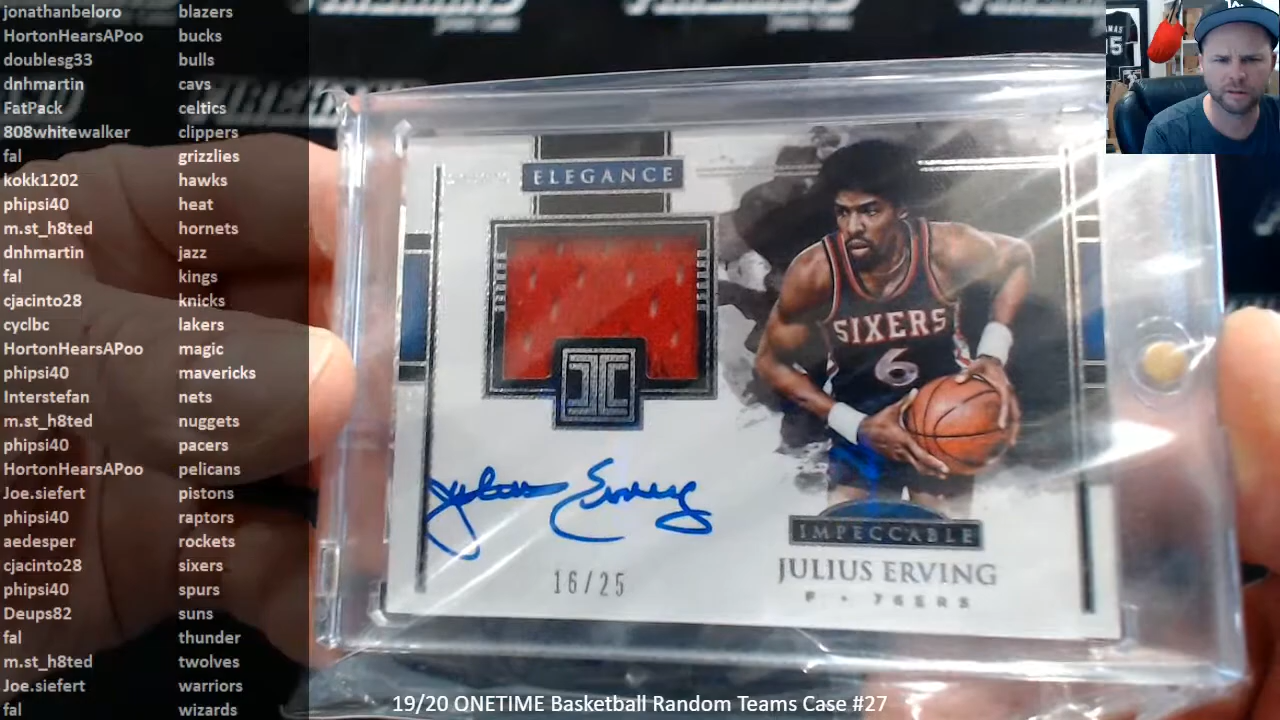 jonathanbeloro blazers
HortonHearsAPoo bucks
doublesg33 bulls
dnhmartin cavs
FatPack celtics
808whitewalker clippers
fal grizzlies
kokk1202 hawks
phipsi40 heat
m.st_h8ted hornets
dnhmartin jazz
fal kings
cjacinto28 knicks
cyclbc lakers
HortonHearsAPoo magic
phipsi40 mavericks
Interstefan nets
m.st_h8ted nuggets
phipsi40 pacers
HortonHearsAPoo pelicans
Joe.siefert pistons
phipsi40 raptors
aedesper rockets
cjacinto28 sixers
phipsi40 spurs
Deups82 suns
fal thunder
m.st_h8ted twolves
Joe.siefert warriors
fal wizards
ELEGANCE
SIXERS
6
Julius Erving
16/25
IMPECCABLE
JULIUS ERVING
F • 76ERS
19/20 ONETIME Basketball Random Teams Case #27